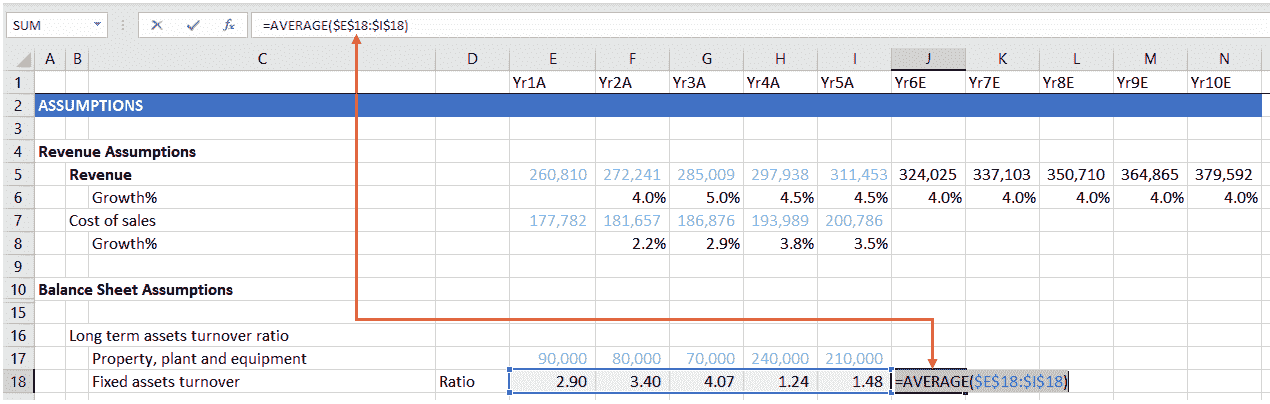 SUM =AVERAGE($E$18:$I$18)
A B C D E F G H I J K L M N
1 Yr1A Yr2A Yr3A Yr4A Yr5A Yr6E Yr7E Yr8E Yr9E Yr10E
2 ASSUMPTIONS
3
4 Revenue Assumptions
5 Revenue 260,810 272,241 285,009 297,938 311,453 324,025 337,103 350,710 364,865 379,592
6 Growth% 4.0% 5.0% 4.5% 4.5% 4.0% 4.0% 4.0% 4.0% 4.0%
7 Cost of sales 177,782 181,657 186,876 193,989 200,786
8 Growth% 2.2% 2.9% 3.8% 3.5%
9
10 Balance Sheet Assumptions
15
16 Long term assets turnover ratio
17 Property, plant and equipment 90,000 80,000 70,000 240,000 210,000
18 Fixed assets turnover Ratio 2.90 3.40 4.07 1.24 1.48 =AVERAGE($E$18:$I$18)